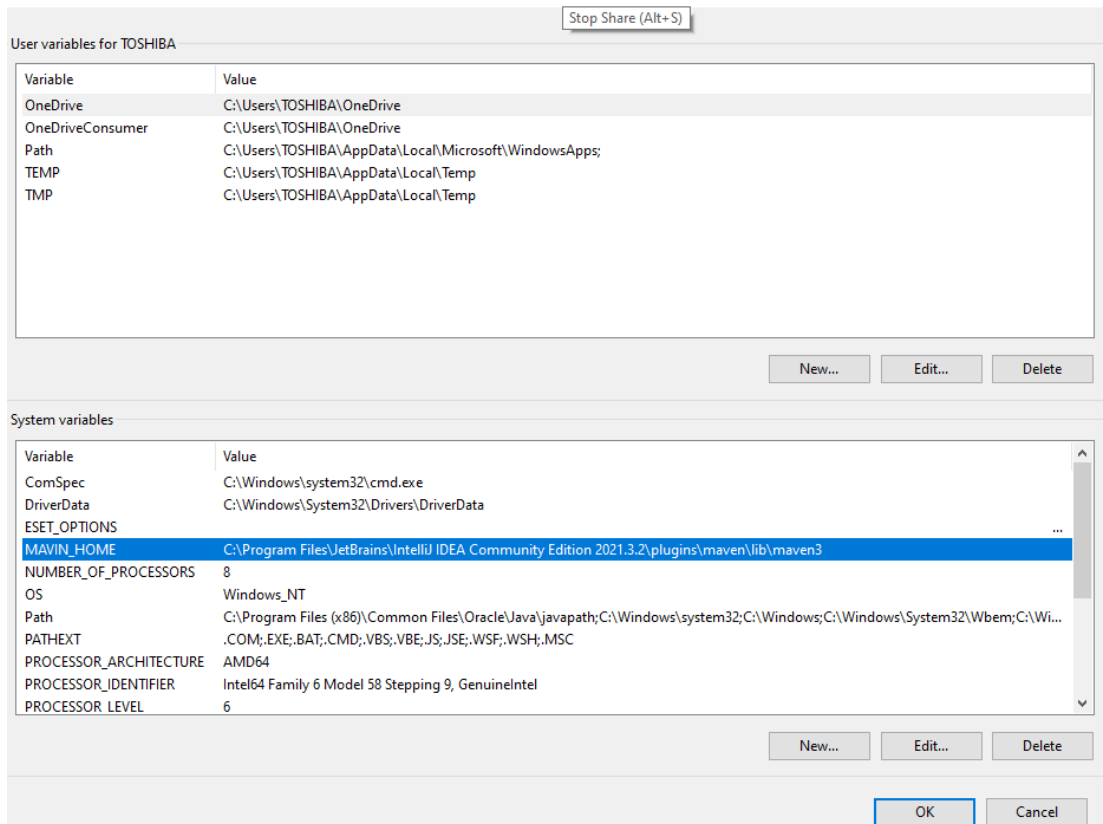 Stop Share (Alt+S)
User variables for TOSHIBA
Variable Value
OneDrive C:\Users\TOSHIBA\OneDrive
OneDriveConsumer C:\Users\TOSHIBA\OneDrive
Path C:\Users\TOSHIBA\AppData\Local\Microsoft\WindowsApps;
TEMP C:\Users\TOSHIBA\AppData\Local\Temp
TMP C:\Users\TOSHIBA\AppData\Local\Temp
New... Edit... Delete
System variables
Variable Value
ComSpec C:\Windows\system32\cmd.exe
DriverData C:\Windows\System32\Drivers\DriverData
ESET_OPTIONS ...
MAVIN_HOME C:\Program Files\JetBrains\IntelliJ IDEA Community Edition 2021.3.2\plugins\maven\lib\maven3
NUMBER_OF_PROCESSORS 8
OS Windows_NT
Path C:\Program Files (x86)\Common Files\Oracle\Java\javapath;C:\Windows\system32;C:\Windows;C:\Windows\System32\Wbem;C:\Wi...
PATHEXT .COM;.EXE;.BAT;.CMD;.VBS;.VBE;.JS;.JSE;.WSF;.WSH;.MSC
PROCESSOR_ARCHITECTURE AMD64
PROCESSOR_IDENTIFIER Intel64 Family 6 Model 58 Stepping 9, GenuineIntel
PROCESSOR_LEVEL 6
New... Edit... Delete
OK Cancel